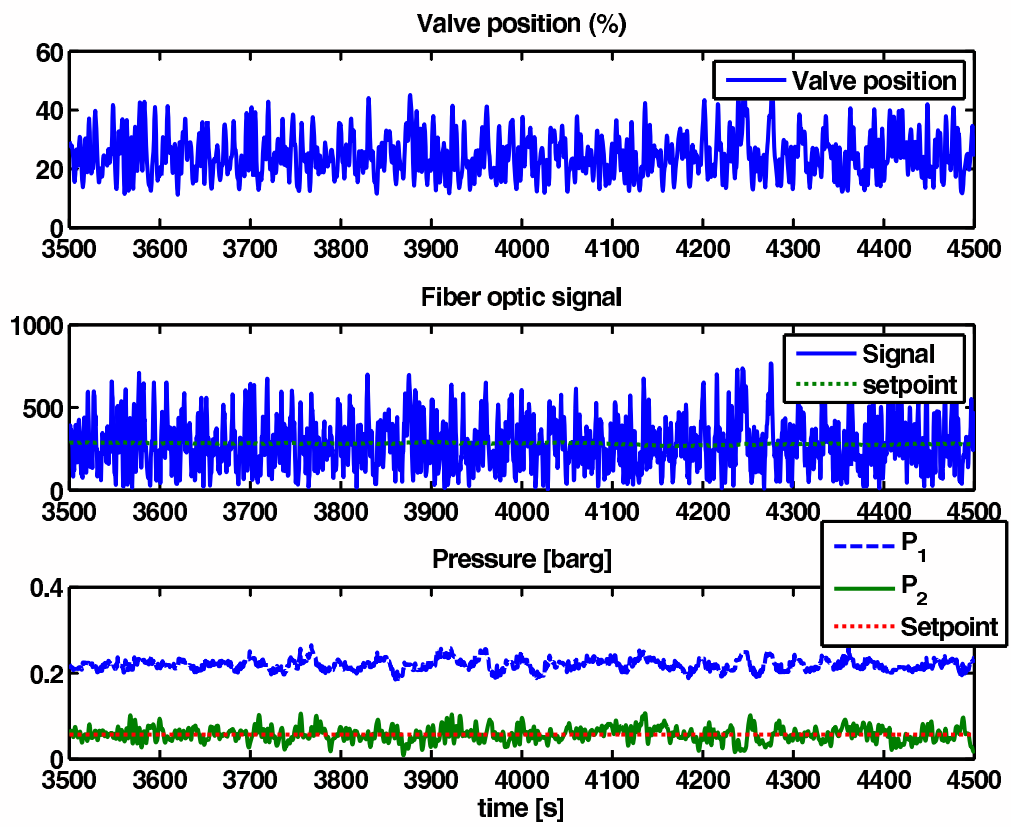 Valve position (%)
60
40
20
0
Valve position
3500 3600 3700 3800 3900 4000 4100 4200 4300 4400 4500
Fiber optic signal
1000
500
0
Signal
setpoint
3500 3600 3700 3800 3900 4000 4100 4200 4300 4400 4500
Pressure [barg]
0.4
0.2
0
P1
P2
Setpoint
3500 3600 3700 3800 3900 4000 4100 4200 4300 4400 4500
time [s]